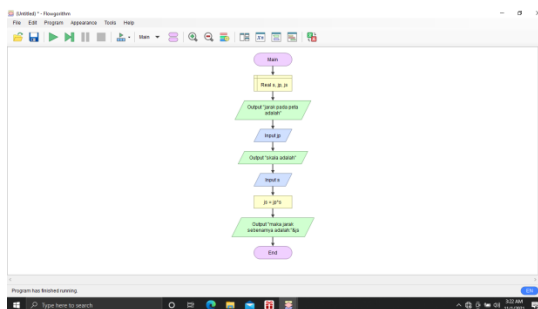 (Untitled) * - Flowgorithm
File Edit Program Appearance Tools Help
Main
Main
Real s, jp, js
Output "jarak pada peta
adalah"
Input jp
Output "skala adalah"
Input s
js = jp*s
Output "maka jarak
sebenarnya adalah "&js
End
Program has finished running.
EN
Type here to search
3:22 AM